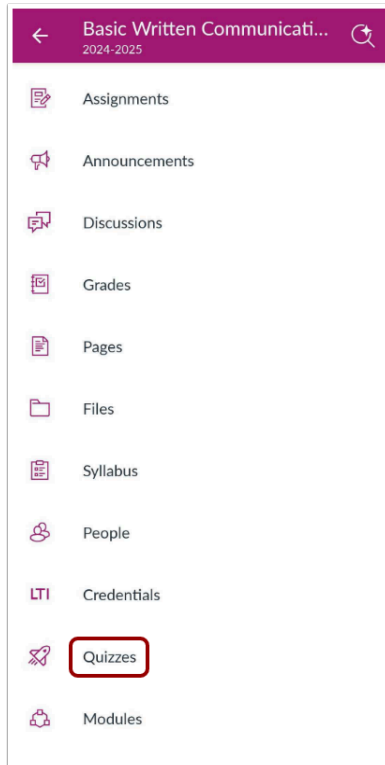 Basic Written Communicati...
2024-2025
Assignments
Announcements
Discussions
Grades
Pages
Files
Syllabus
People
LTI Credentials
Quizzes
Modules